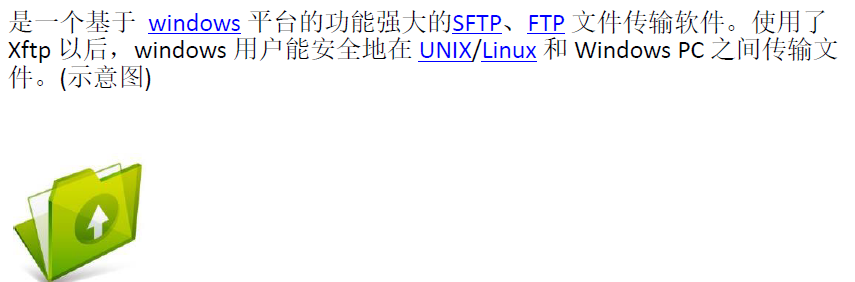 是一个基于 windows 平台的功能强大的SFTP、FTP 文件传输软件。使用了
Xftp 以后，windows 用户能安全地在 UNIX/Linux 和 Windows PC 之间传输文
件。(示意图)